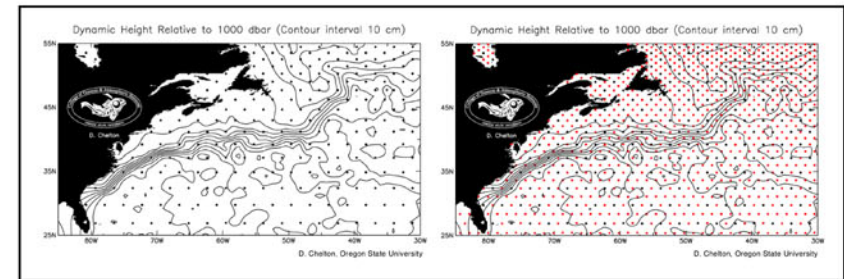 Dynamic Height Relative to 1000 dbar (Contour interval 10 cm)
55N
45N
35N
25N
D. Chelton
80W
70W
60W
50W
40W
30W
D. Chelton, Oregon State University
Dynamic Height Relative to 1000 dbar (Contour interval 10 cm)
55N
45N
35N
25N
D. Chelton
80W
70W
60W
50W
40W
30W
D. Chelton, Oregon State University